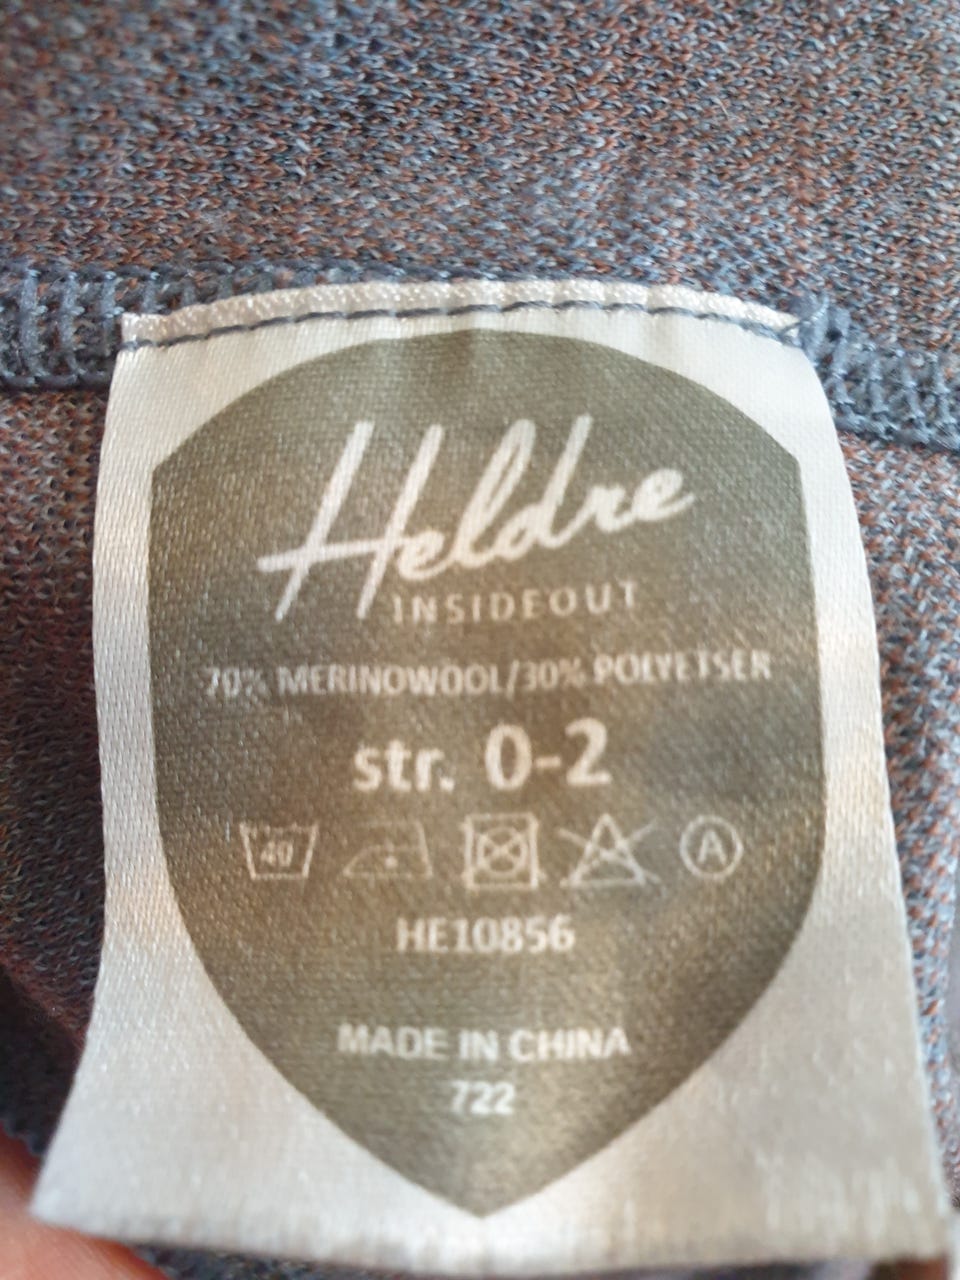 Heldre
INSIDEOUT
70% MERINOWOOL/30% POLYETSER
str. 0-2
40 A
HE10856
MADE IN CHINA
722